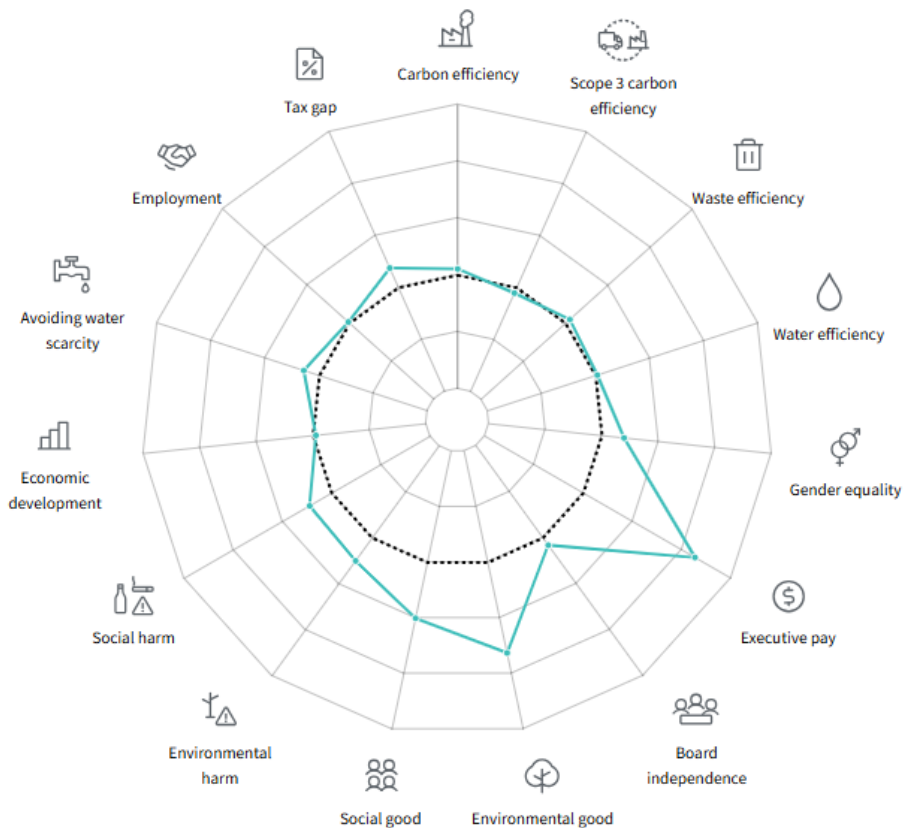 Carbon efficiency
Scope 3 carbon
efficiency
Waste efficiency
Water efficiency
Gender equality
$
Executive pay
Board
independence
Environmental good
Social good
Environmental
harm
Social harm
Economic
development
Avoiding water
scarcity
Employment
%
Tax gap